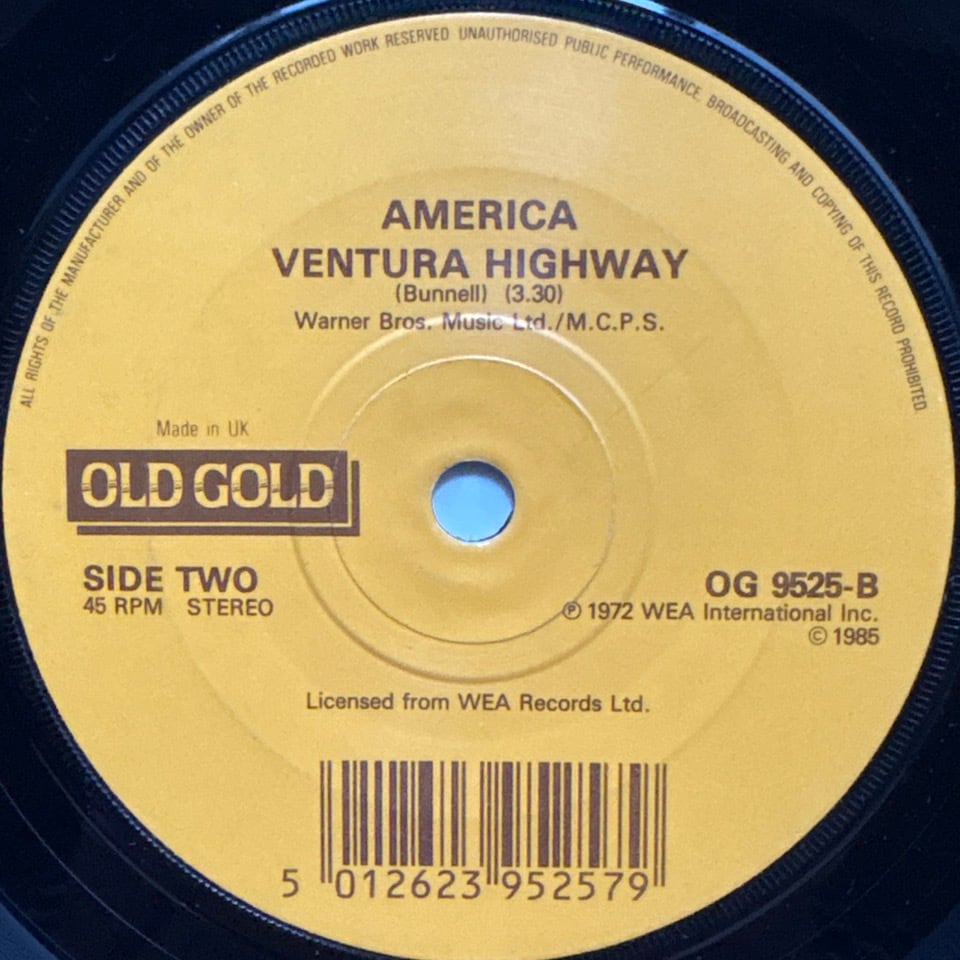 ALL RIGHTS OF THE MANUFACTURER AND OF THE OWNER OF THE RECORDED WORK RESERVED UNAUTHORISED PUBLIC PERFORMANCE, BROADCASTING AND COPYING OF THIS RECORD PROHIBITED.
AMERICA
VENTURA HIGHWAY
(Bunnell) (3.30)
Warner Bros. Music Ltd./M.C.P.S.
Made in UK
OLD GOLD
SIDE TWO
45 RPM STEREO
OG 9525-B
℗ 1972 WEA International Inc.
© 1985
Licensed from WEA Records Ltd.
5 012623 952579